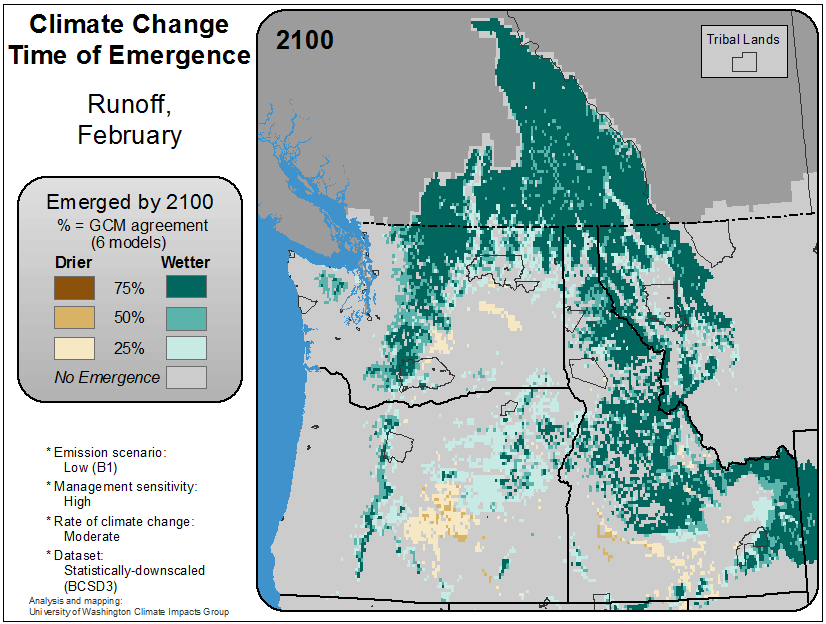 Climate Change
Time of Emergence
Runoff,
February
Emerged by 2100
% = GCM agreement
(6 models)
Drier Wetter
75%
50%
25%
No Emergence
* Emission scenario:
Low (B1)
* Management sensitivity:
High
* Rate of climate change:
Moderate
* Dataset:
Statistically-downscaled
(BCSD3)
Analysis and mapping:
University of Washington Climate Impacts Group
2100
Tribal Lands